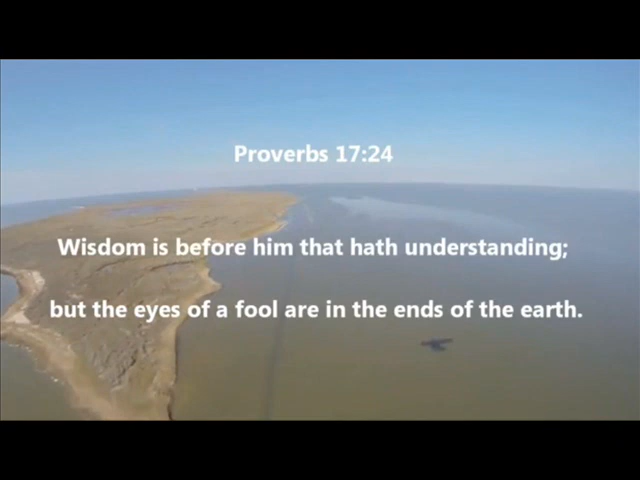 Proverbs 17:24
Wisdom is before him that hath understanding;
but the eyes of a fool are in the ends of the earth.